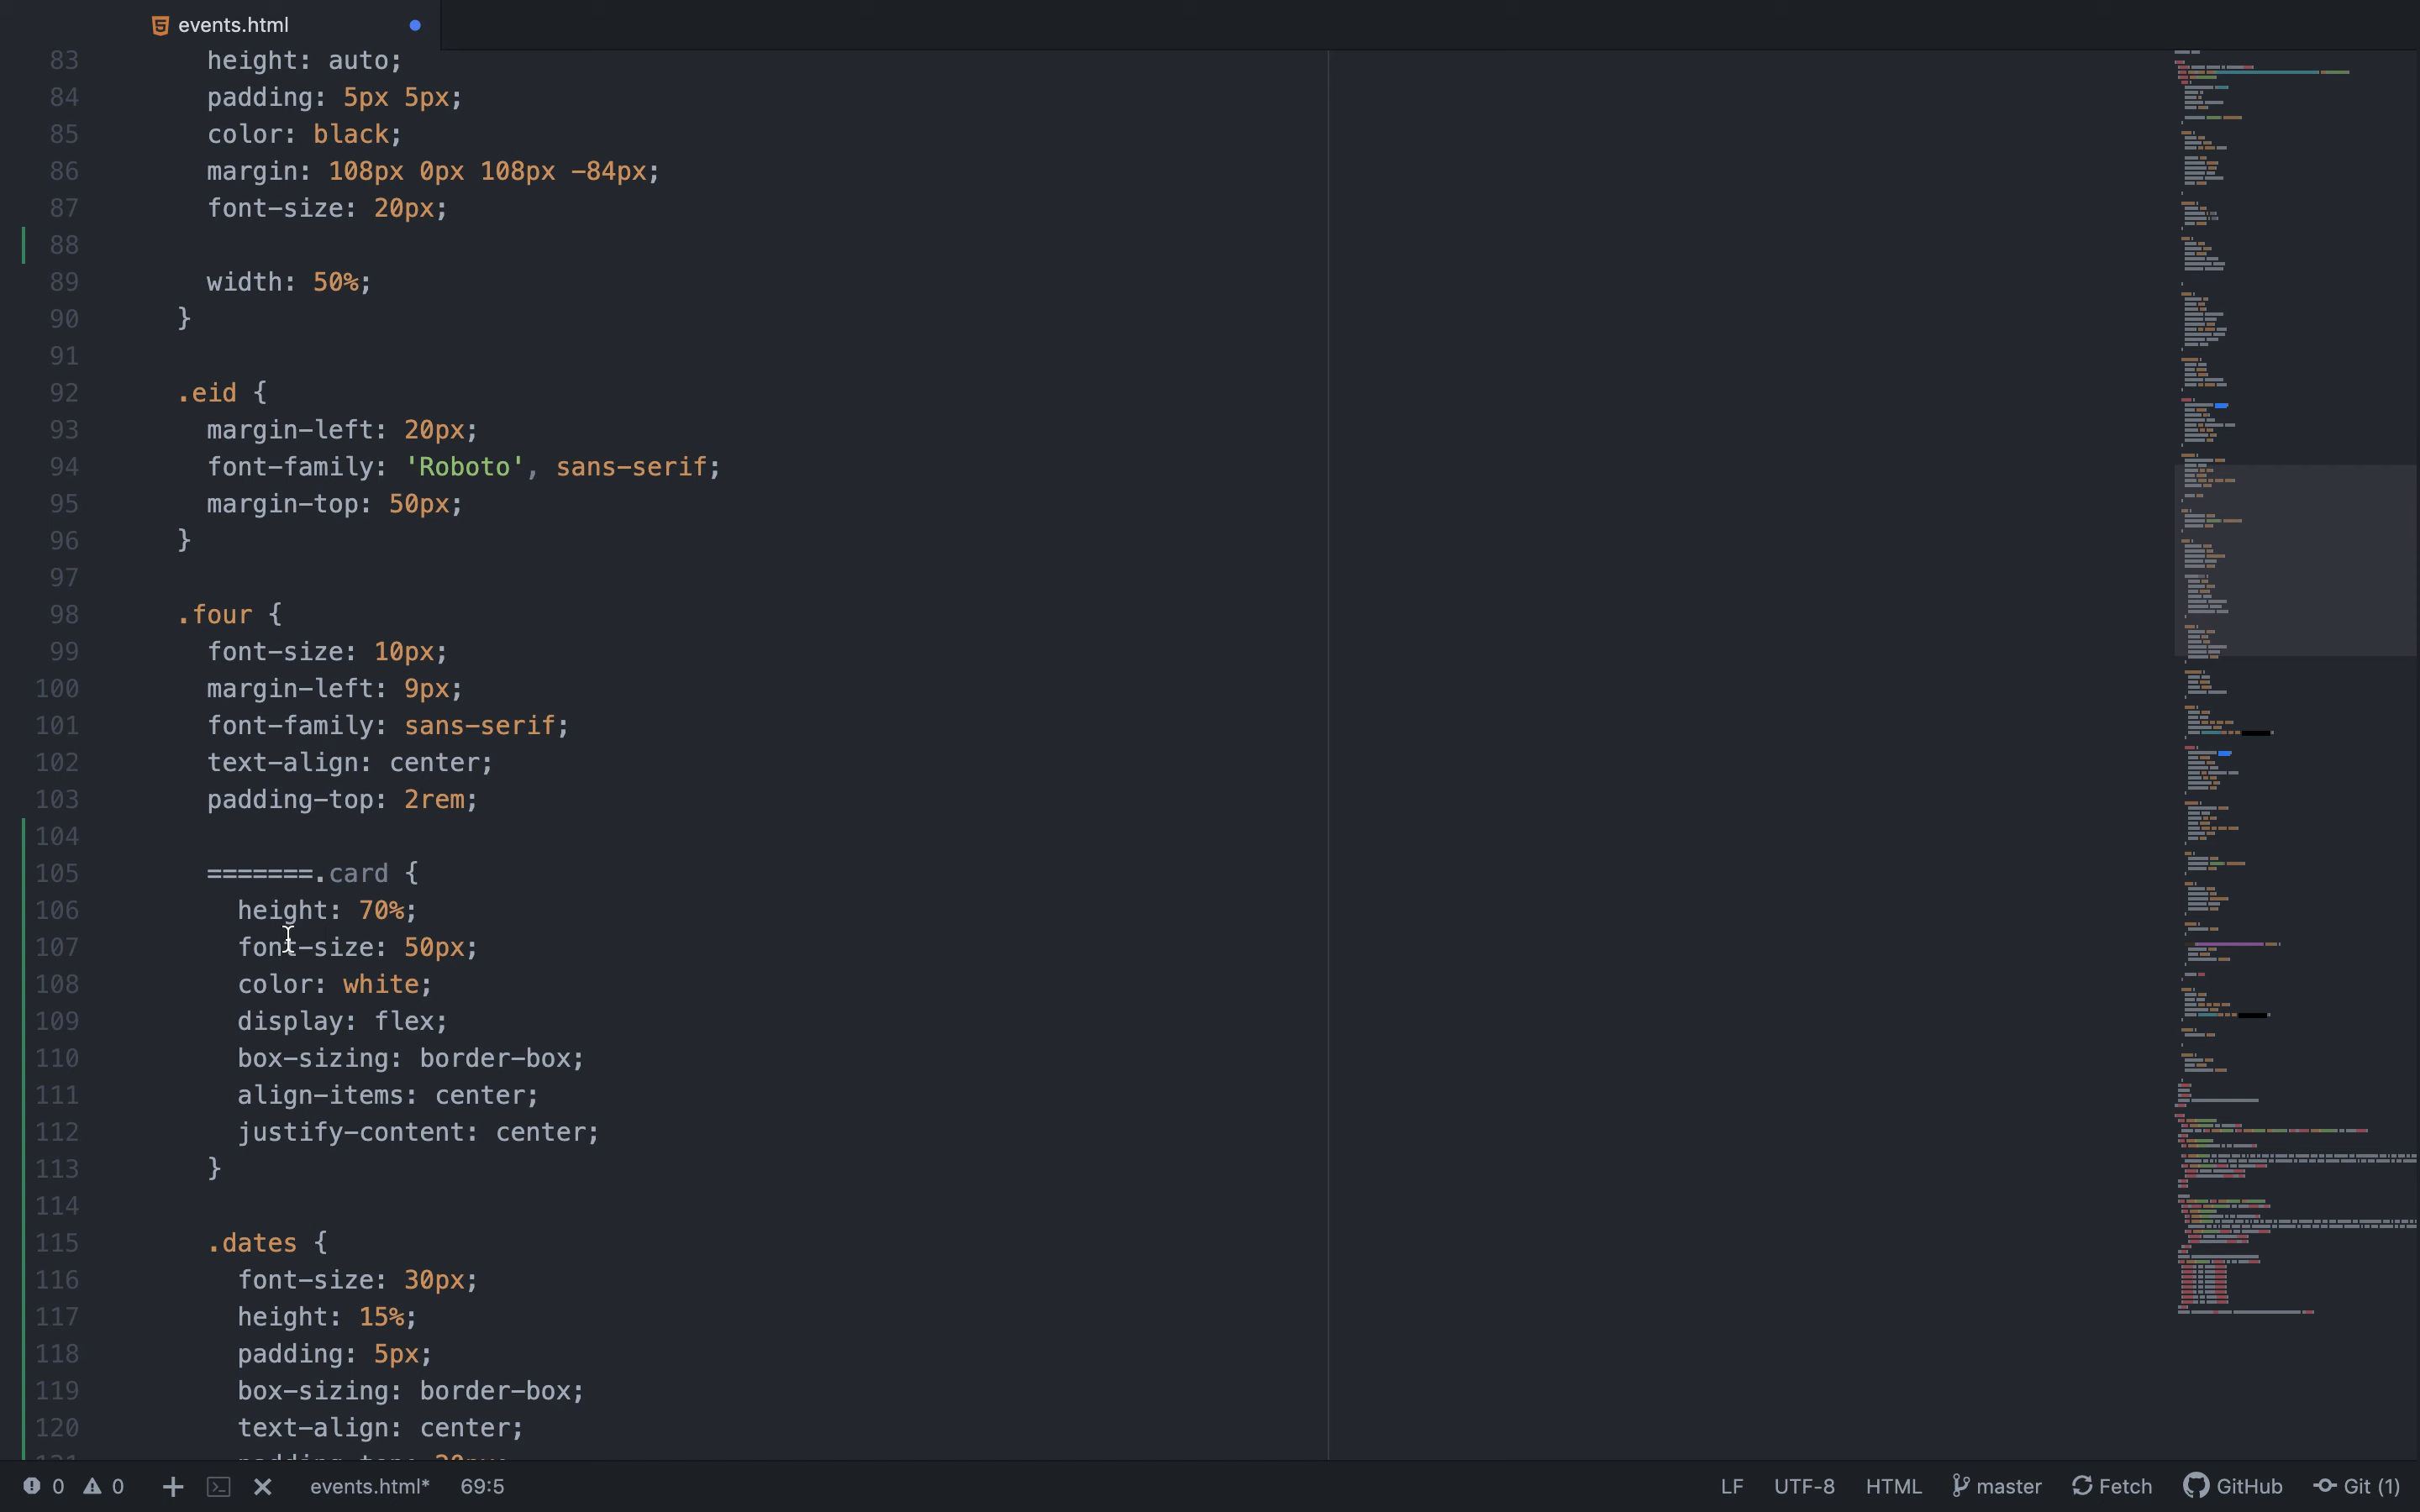 events.html
83 height: auto;
84 padding: 5px 5px;
85 color: black;
86 margin: 108px 0px 108px -84px;
87 font-size: 20px;
88
89 width: 50%;
90 }
91
92 .eid {
93 margin-left: 20px;
94 font-family: 'Roboto', sans-serif;
95 margin-top: 50px;
96 }
97
98 .four {
99 font-size: 10px;
100 margin-left: 9px;
101 font-family: sans-serif;
102 text-align: center;
103 padding-top: 2rem;
104
105 =======.card {
106 height: 70%;
107 font-size: 50px;
108 color: white;
109 display: flex;
110 box-sizing: border-box;
111 align-items: center;
112 justify-content: center;
113 }
114
115 .dates {
116 font-size: 30px;
117 height: 15%;
118 padding: 5px;
119 box-sizing: border-box;
120 text-align: center;
0 0 events.html* 69:5 LF UTF-8 HTML master Fetch GitHub Git (1)